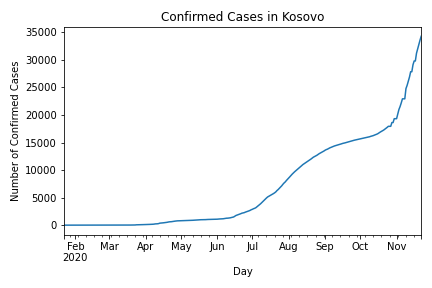 Confirmed Cases in Kosovo
Number of Confirmed Cases
35000
30000
25000
20000
15000
10000
5000
0
Feb Mar Apr May Jun Jul Aug Sep Oct Nov
2020
Day